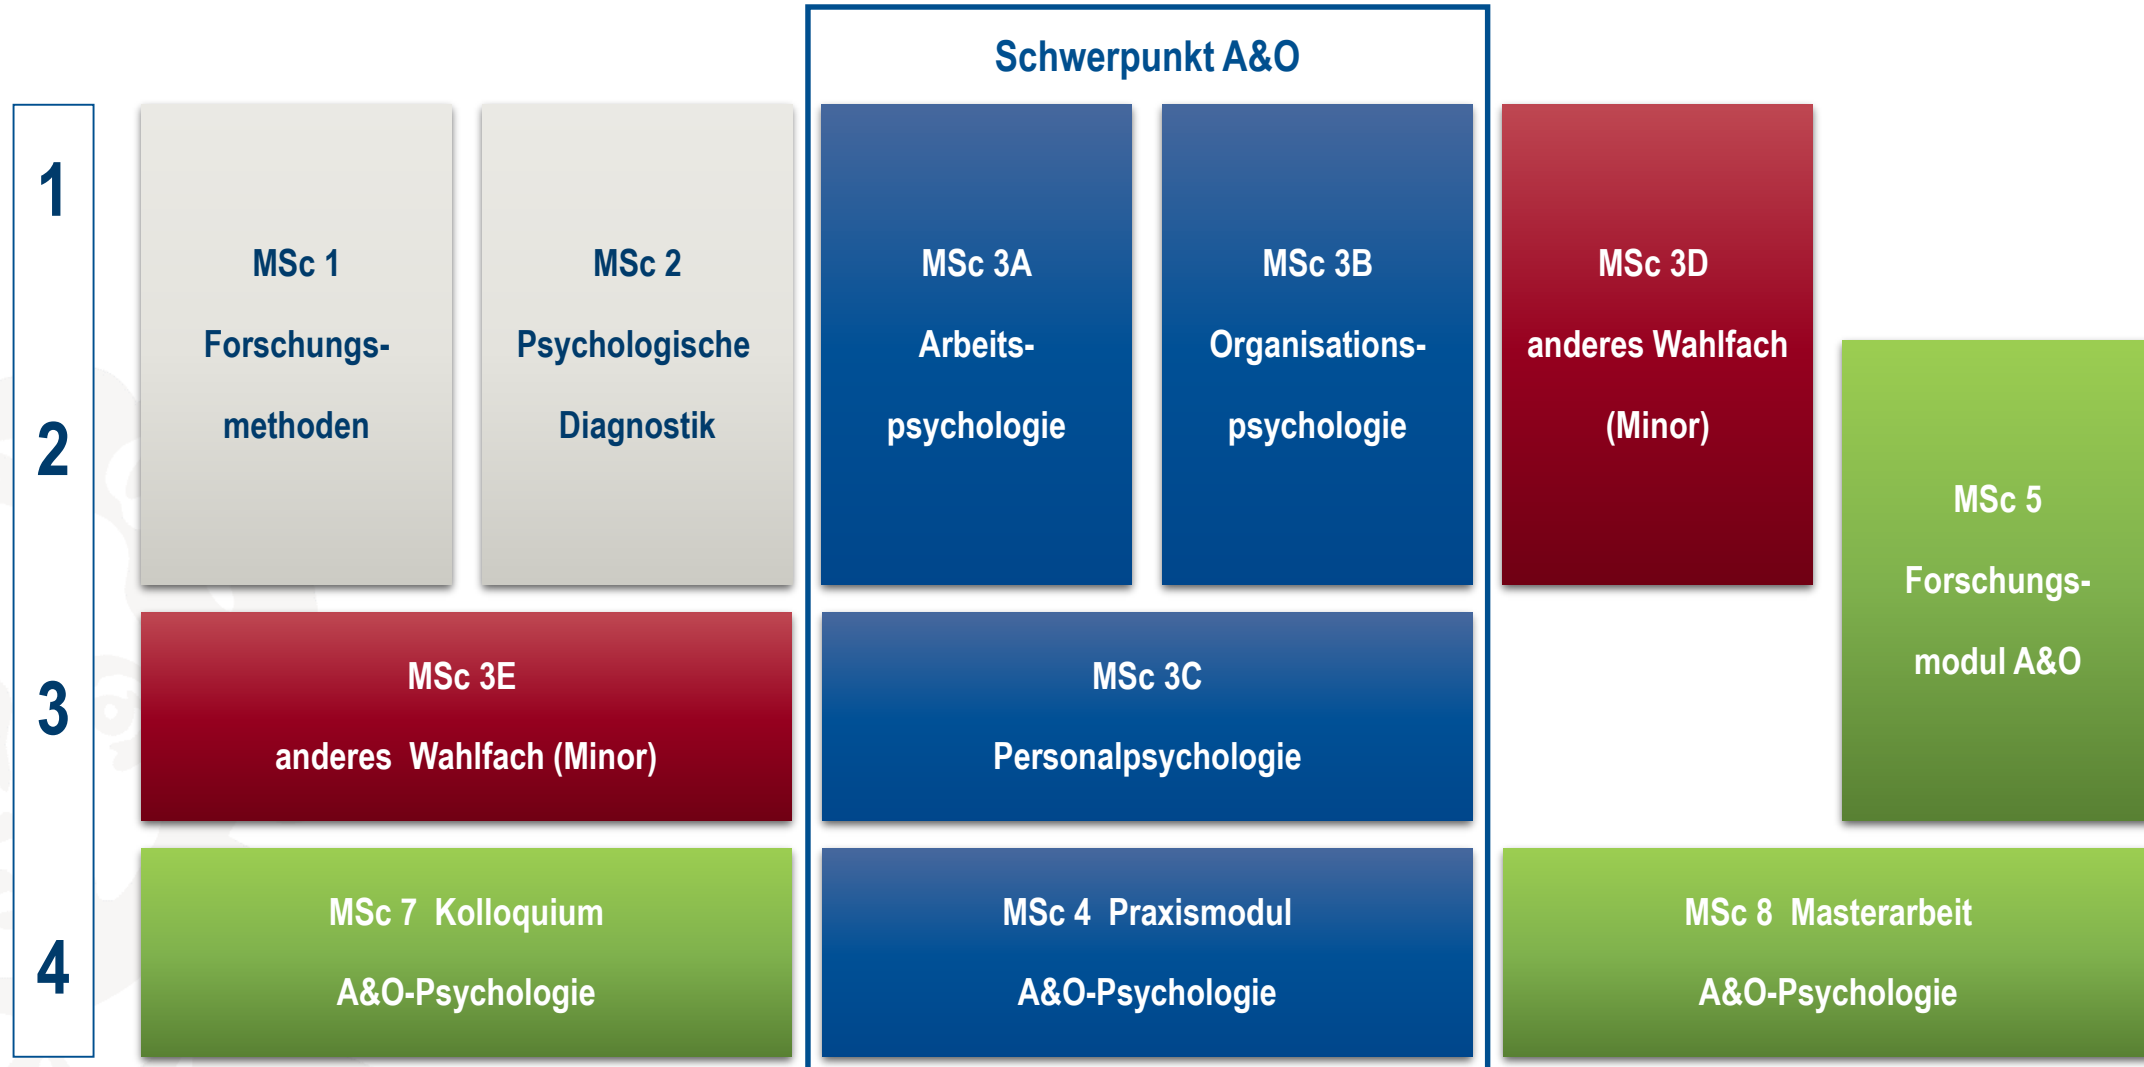 Schwerpunkt A&O
1
2
3
4
MSc 1
Forschungs-
methoden
MSc 2
Psychologische
Diagnostik
MSc 3A
Arbeits-
psychologie
MSc 3B
Organisations-
psychologie
MSc 3D
anderes Wahlfach
(Minor)
MSc 5
Forschungs-
modul A&O
MSc 3E
anderes Wahlfach (Minor)
MSc 3C
Personalpsychologie
MSc 7 Kolloquium
A&O-Psychologie
MSc 4 Praxismodul
A&O-Psychologie
MSc 8 Masterarbeit
A&O-Psychologie